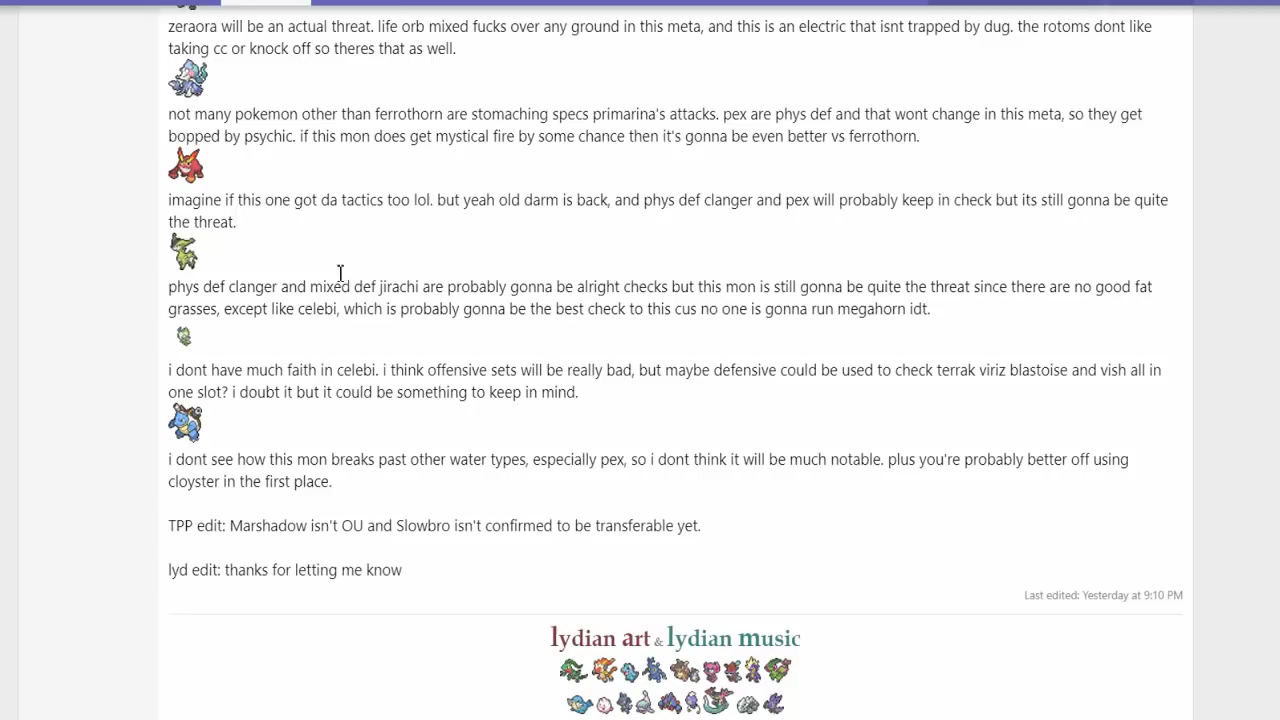 zeraora will be an actual threat. life orb mixed fucks over any ground in this meta, and this is an electric that isnt trapped by dug. the rotoms dont like
taking cc or knock off so theres that as well.
not many pokemon other than ferrothorn are stomaching specs primarina's attacks. pex are phys def and that wont change in this meta, so they get
bopped by psychic. if this mon does get mystical fire by some chance then it's gonna be even better vs ferrothorn.
imagine if this one got da tactics too lol. but yeah old darm is back, and phys def clanger and pex will probably keep in check but its still gonna be quite
the threat.
phys def clanger and mixed def jirachi are probably gonna be alright checks but this mon is still gonna be quite the threat since there are no good fat
grasses, except like celebi, which is probably gonna be the best check to this cus no one is gonna run megahorn idt.
i dont have much faith in celebi. i think offensive sets will be really bad, but maybe defensive could be used to check terrak viriz blastoise and vish all in
one slot? i doubt it but it could be something to keep in mind.
i dont see how this mon breaks past other water types, especially pex, so i dont think it will be much notable. plus you're probably better off using
cloyster in the first place.
TPP edit: Marshadow isn't OU and Slowbro isn't confirmed to be transferable yet.
lyd edit: thanks for letting me know
Last edited: Yesterday at 9:10 PM
lydian art & lydian music